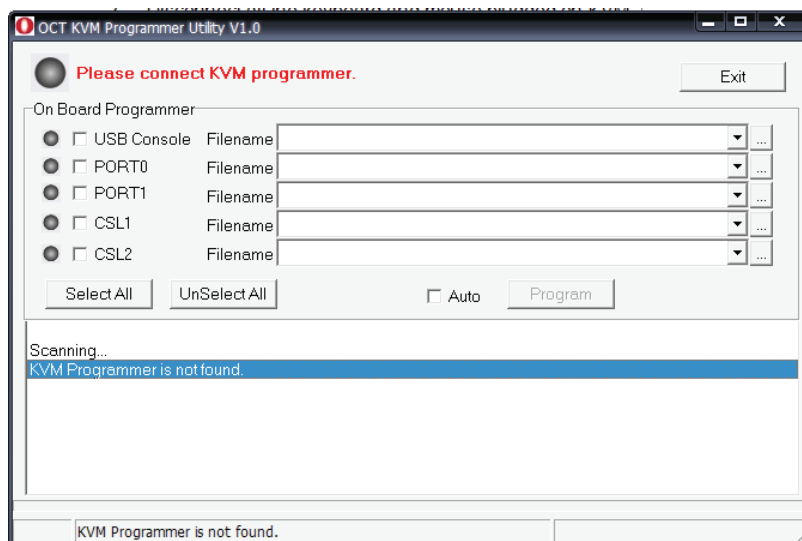 OCT KVM Programmer Utility V1.0
Please connect KVM programmer.
Exit
On Board Programmer
USB Console Filename ...
PORT0 Filename ...
PORT1 Filename ...
CSL1 Filename ...
CSL2 Filename ...
Select All UnSelect All Auto Program
Scanning...
KVM Programmer is not found.
KVM Programmer is not found.